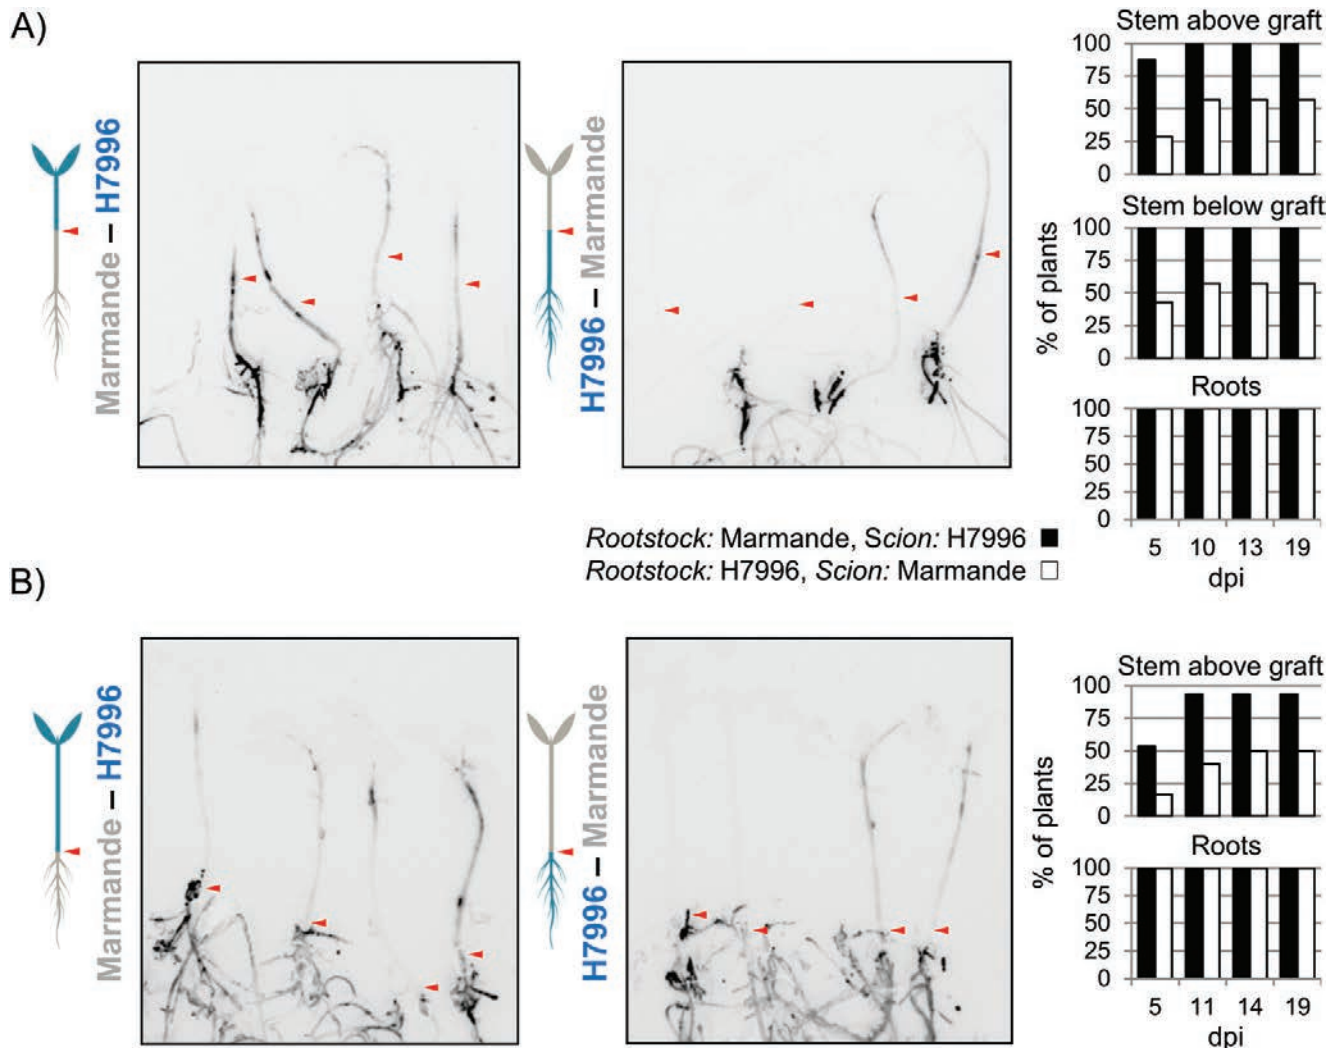 A)
Marmande – H7996
H7996 – Marmande
Stem above graft
100
75
50
25
0
Stem below graft
100
75
50
25
0
Roots
100
75
50
25
0
% of plants
5 10 13 19
dpi
Rootstock: Marmande, Scion: H7996
Rootstock: H7996, Scion: Marmande
B)
Marmande – H7996
H7996 – Marmande
Stem above graft
100
75
50
25
0
Roots
100
75
50
25
0
% of plants
5 11 14 19
dpi